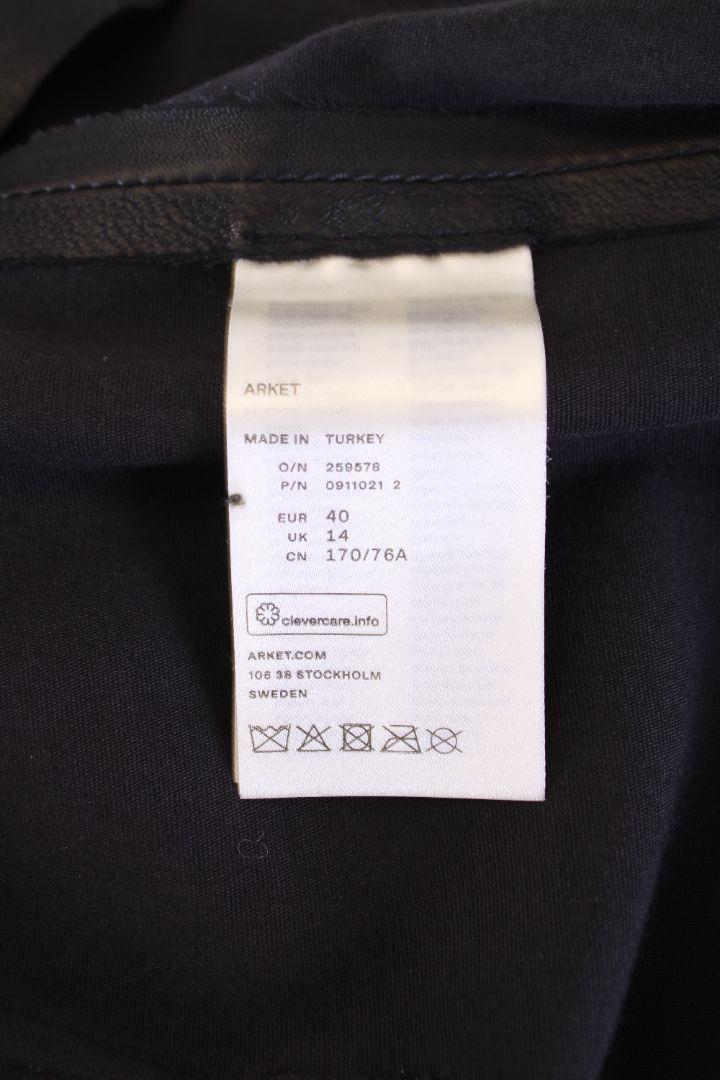 ARKET
MADE IN TURKEY
O/N 259578
P/N 0911021 2
EUR 40
UK 14
CN 170/76A
clevercare.info
ARKET.COM
106 38 STOCKHOLM
SWEDEN